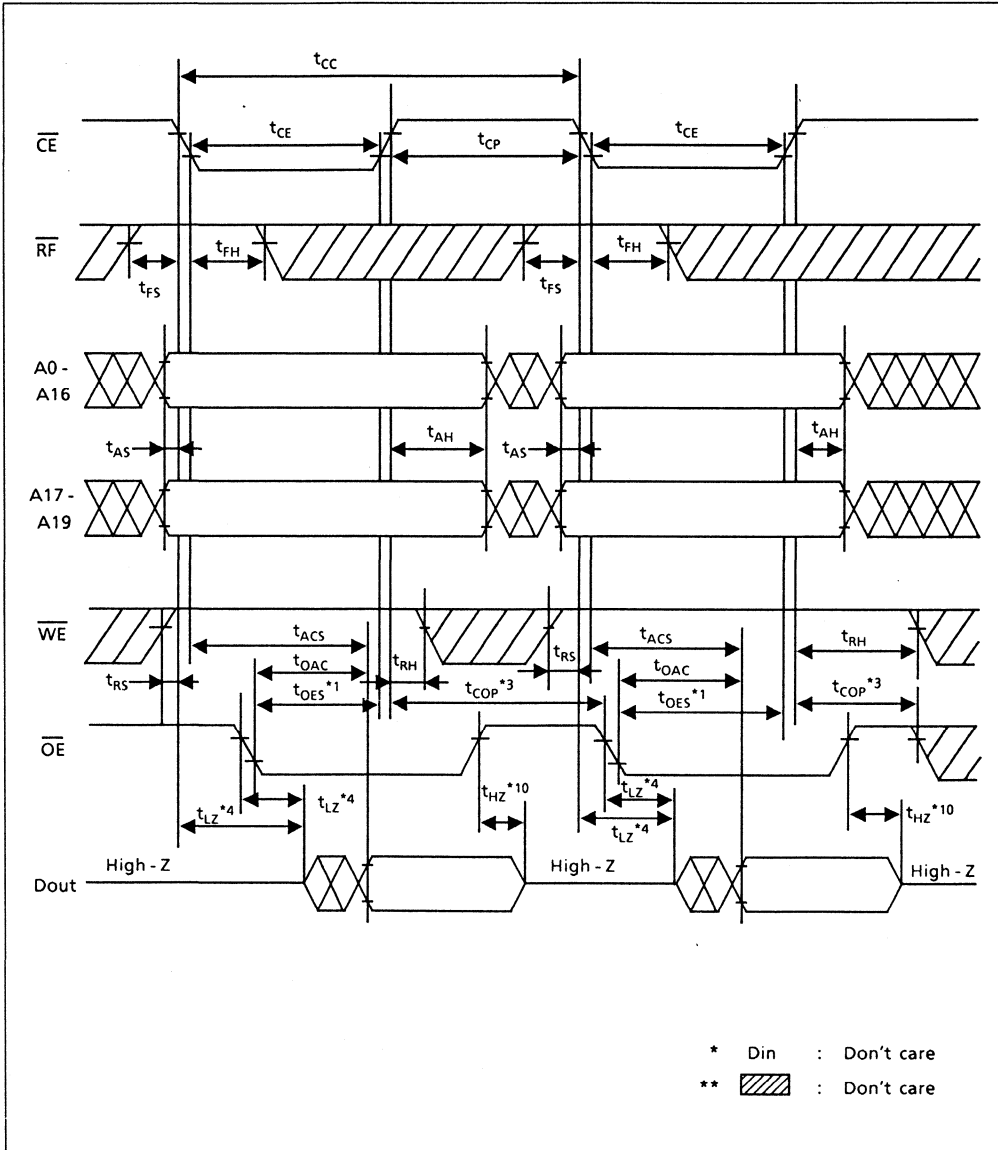 tCC
CE tCE tCP tCE
RF tFH tFH
tFS tFS
A0 -
A16
tAS tAH tAS tAH
A17 -
A19
WE tACS tACS
tRS tOAC tRH tRS tOAC tRH
tOES*1 tCOP*3 tOES*1 tCOP*3
OE
tLZ*4 tLZ*4 tHZ*10 tLZ*4 tLZ*4 tHZ*10
High - Z High - Z High - Z
Dout
* Din : Don't care
** : Don't care